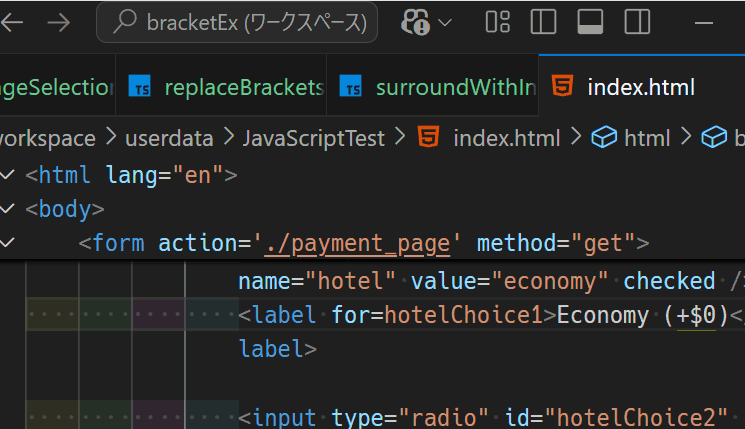 bracketEx (ワークスペース)
TS replaceBrackets TS surroundWithIn index.html
userdata > JavaScriptTest > index.html > html >
<html lang="en">
<body>
<form action='./payment_page' method="get">
name="hotel" value="economy" checked />
<label for=hotelChoice1>Economy (+$0)</
label>
<input type="radio" id="hotelChoice2"